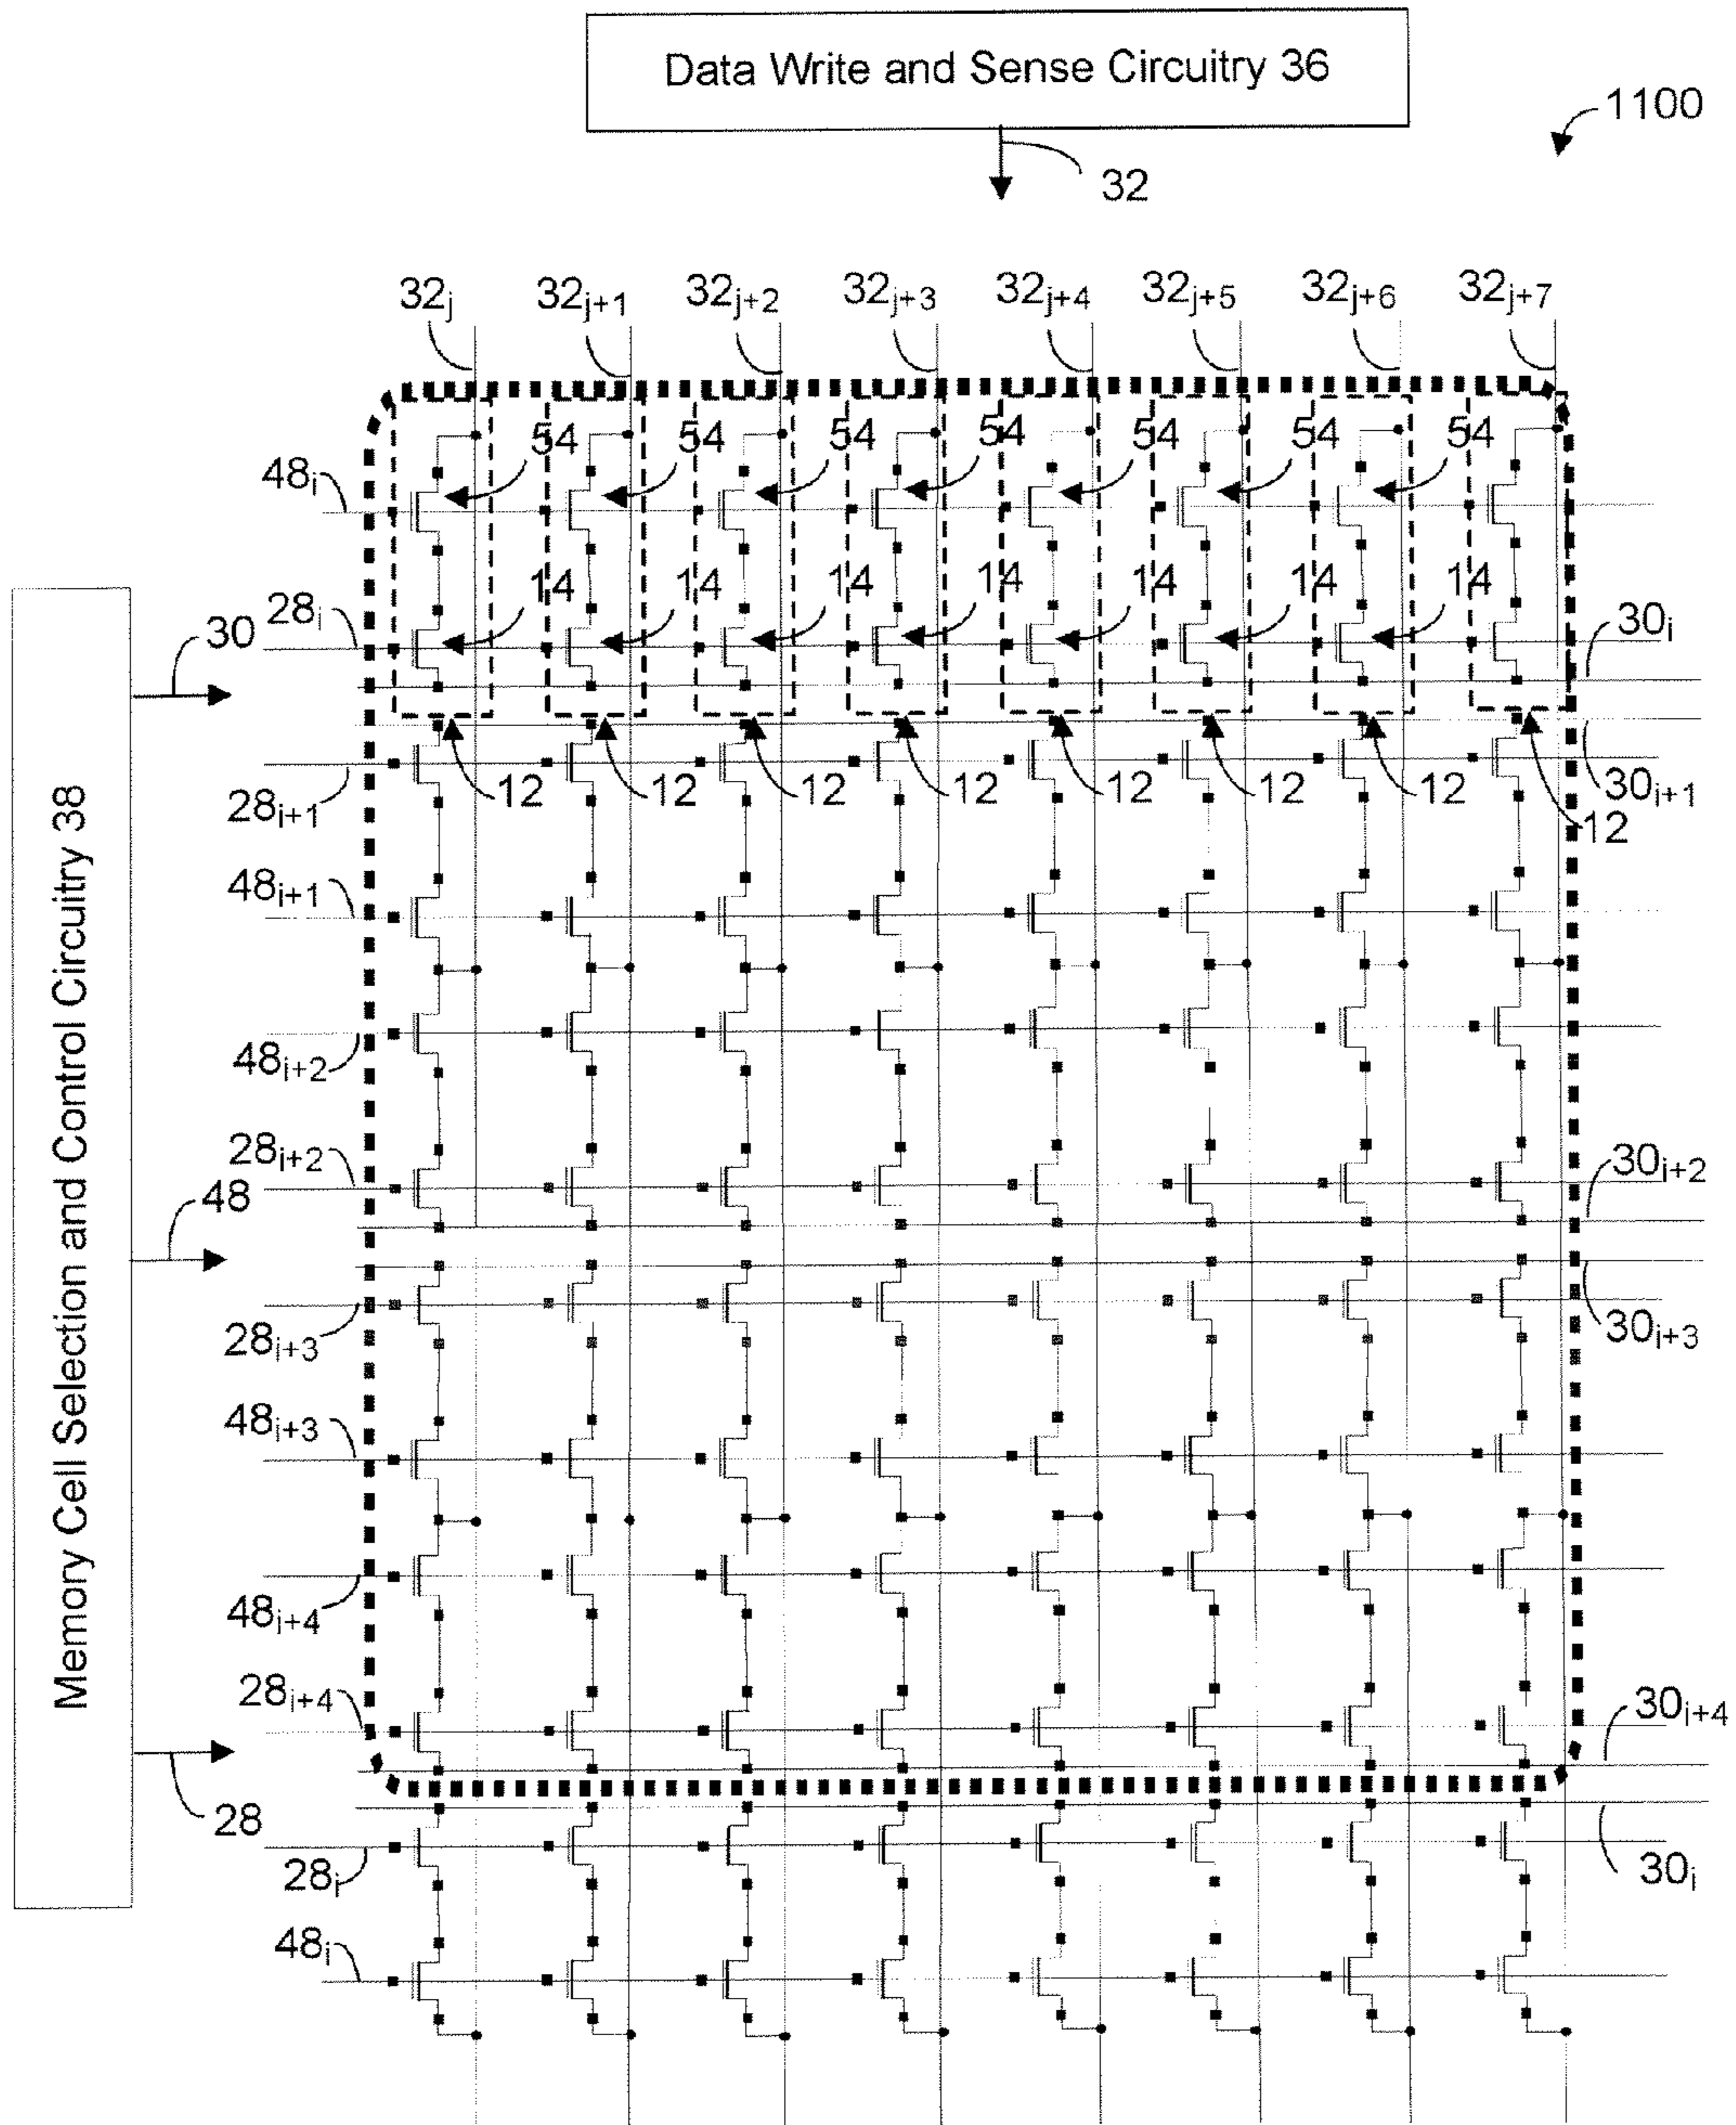 Data Write and Sense Circuitry 36
1100
32
32j 32j+1 32j+2 32j+3 32j+4 32j+5 32j+6 32j+7
54 54 54 54 54 54 54
48i
14 14 14 14 14 14 14
28i
30
30i
12 12 12 12 12 12 12 12
28i+1
30i+1
48i+1
48i+2
28i+2
30i+2
48
28i+3
30i+3
48i+3
48i+4
28i+4
30i+4
28
28i
30i
48i
Memory Cell Selection and Control Circuitry 38